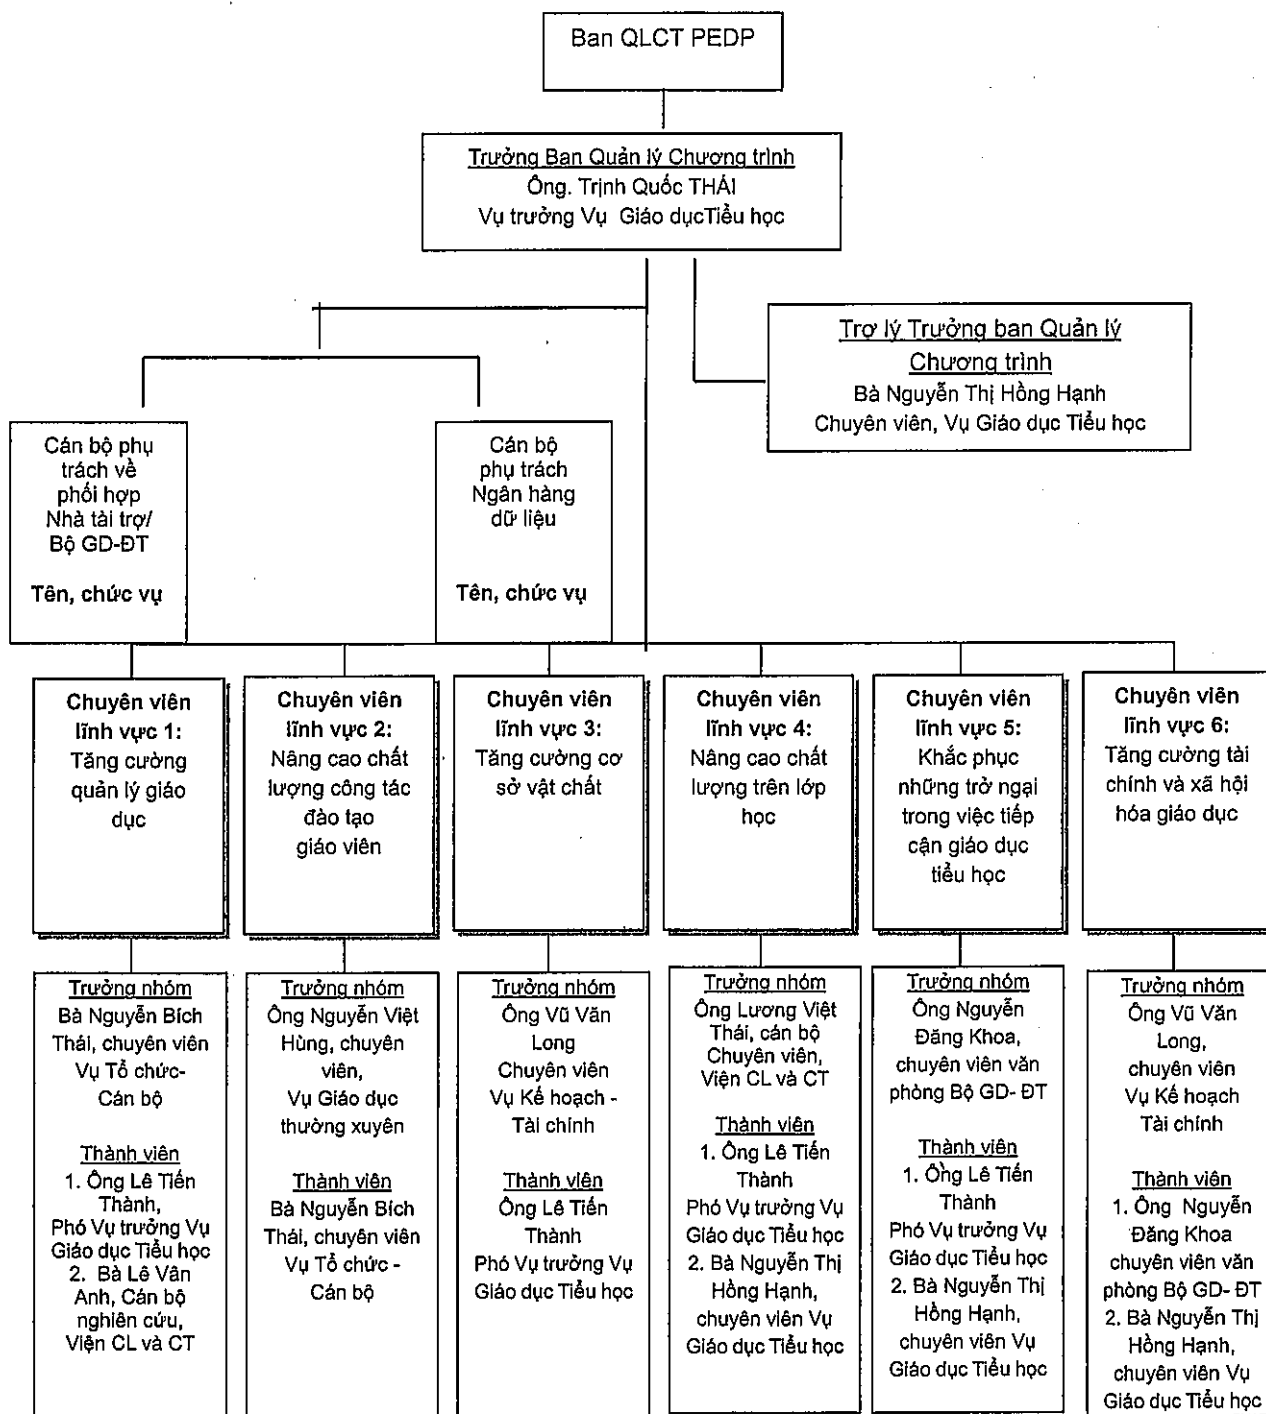 Ban QLCT PEDP
Trưởng Ban Quản lý Chương trình
Ông. Trịnh Quốc THÁI
Vụ trưởng Vụ Giáo dụcTiểu học
Trợ lý Trưởng ban Quản lý
Chương trình
Bà Nguyễn Thị Hồng Hạnh
Chuyên viên, Vụ Giáo dục Tiểu học
Cán bộ phụ
trách về
phối hợp
Nhà tài trợ/
Bộ GD-ĐT
Tên, chức vụ
Cán bộ
phụ trách
Ngân hàng
dữ liệu
Tên, chức vụ
Chuyên viên
lĩnh vực 1:
Tăng cường
quản lý giáo
dục
Chuyên viên
lĩnh vực 2:
Nâng cao chất
lượng công tác
đào tạo
giáo viên
Chuyên viên
lĩnh vực 3:
Tăng cường cơ
sở vật chất
Chuyên viên
lĩnh vực 4:
Nâng cao chất
lượng trên lớp
học
Chuyên viên
lĩnh vực 5:
Khắc phục
những trở ngại
trong việc tiếp
cận giáo dục
tiểu học
Chuyên viên
lĩnh vực 6:
Tăng cường tài
chính và xã hội
hóa giáo dục
Trưởng nhóm
Bà Nguyễn Bích
Thái, chuyên viên
Vụ Tổ chức-
Cán bộ
Thành viên
1. Ông Lê Tiến
Thành,
Phó Vụ trưởng Vụ
Giáo dục Tiểu học
2. Bà Lê Vân
Anh, Cán bộ
nghiên cứu,
Viện CL và CT
Trưởng nhóm
Ông Nguyễn Việt
Hùng, chuyên
viên,
Vụ Giáo dục
thường xuyên
Thành viên
Bà Nguyễn Bích
Thái, chuyên viên
Vụ Tổ chức -
Cán bộ
Trưởng nhóm
Ông Vũ Văn
Long
Chuyên viên
Vụ Kế hoạch -
Tài chính
Thành viên
Ông Lê Tiến
Thành
Phó Vụ trưởng Vụ
Giáo dục Tiểu học
Trưởng nhóm
Ông Lương Việt
Thái, cán bộ
Chuyên viên,
Viện CL và CT
Thành viên
1. Ông Lê Tiến
Thành
Phó Vụ trưởng Vụ
Giáo dục Tiểu học
2. Bà Nguyễn Thị
Hồng Hạnh,
chuyên viên Vụ
Giáo dục Tiểu học
Trưởng nhóm
Ông Nguyễn
Đăng Khoa,
chuyên viên văn
phòng Bộ GD- ĐT
Thành viên
1. Ông Lê Tiến
Thành
Phó Vụ trưởng Vụ
Giáo dục Tiểu học
2. Bà Nguyễn Thị
Hồng Hạnh,
chuyên viên Vụ
Giáo dục Tiểu học
Trưởng nhóm
Ông Vũ Văn
Long,
chuyên viên
Vụ Kế hoạch
Tài chính
Thành viên
1. Ông Nguyễn
Đăng Khoa
chuyên viên văn
phòng Bộ GD- ĐT
2. Bà Nguyễn Thị
Hồng Hạnh,
chuyên viên Vụ
Giáo dục Tiểu học